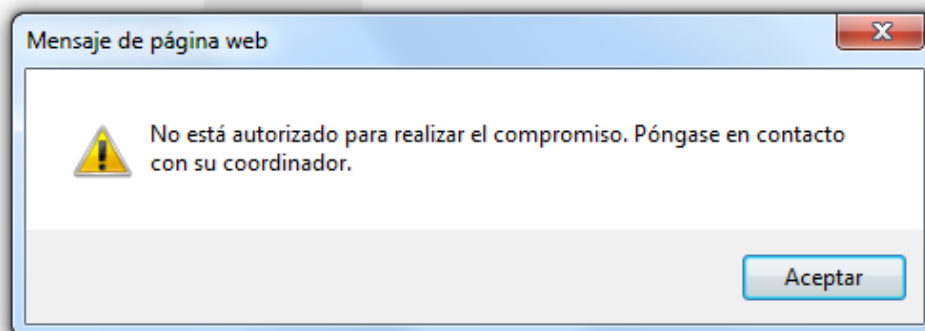 Mensaje de página web
No está autorizado para realizar el compromiso. Póngase en contacto
con su coordinador.
Aceptar